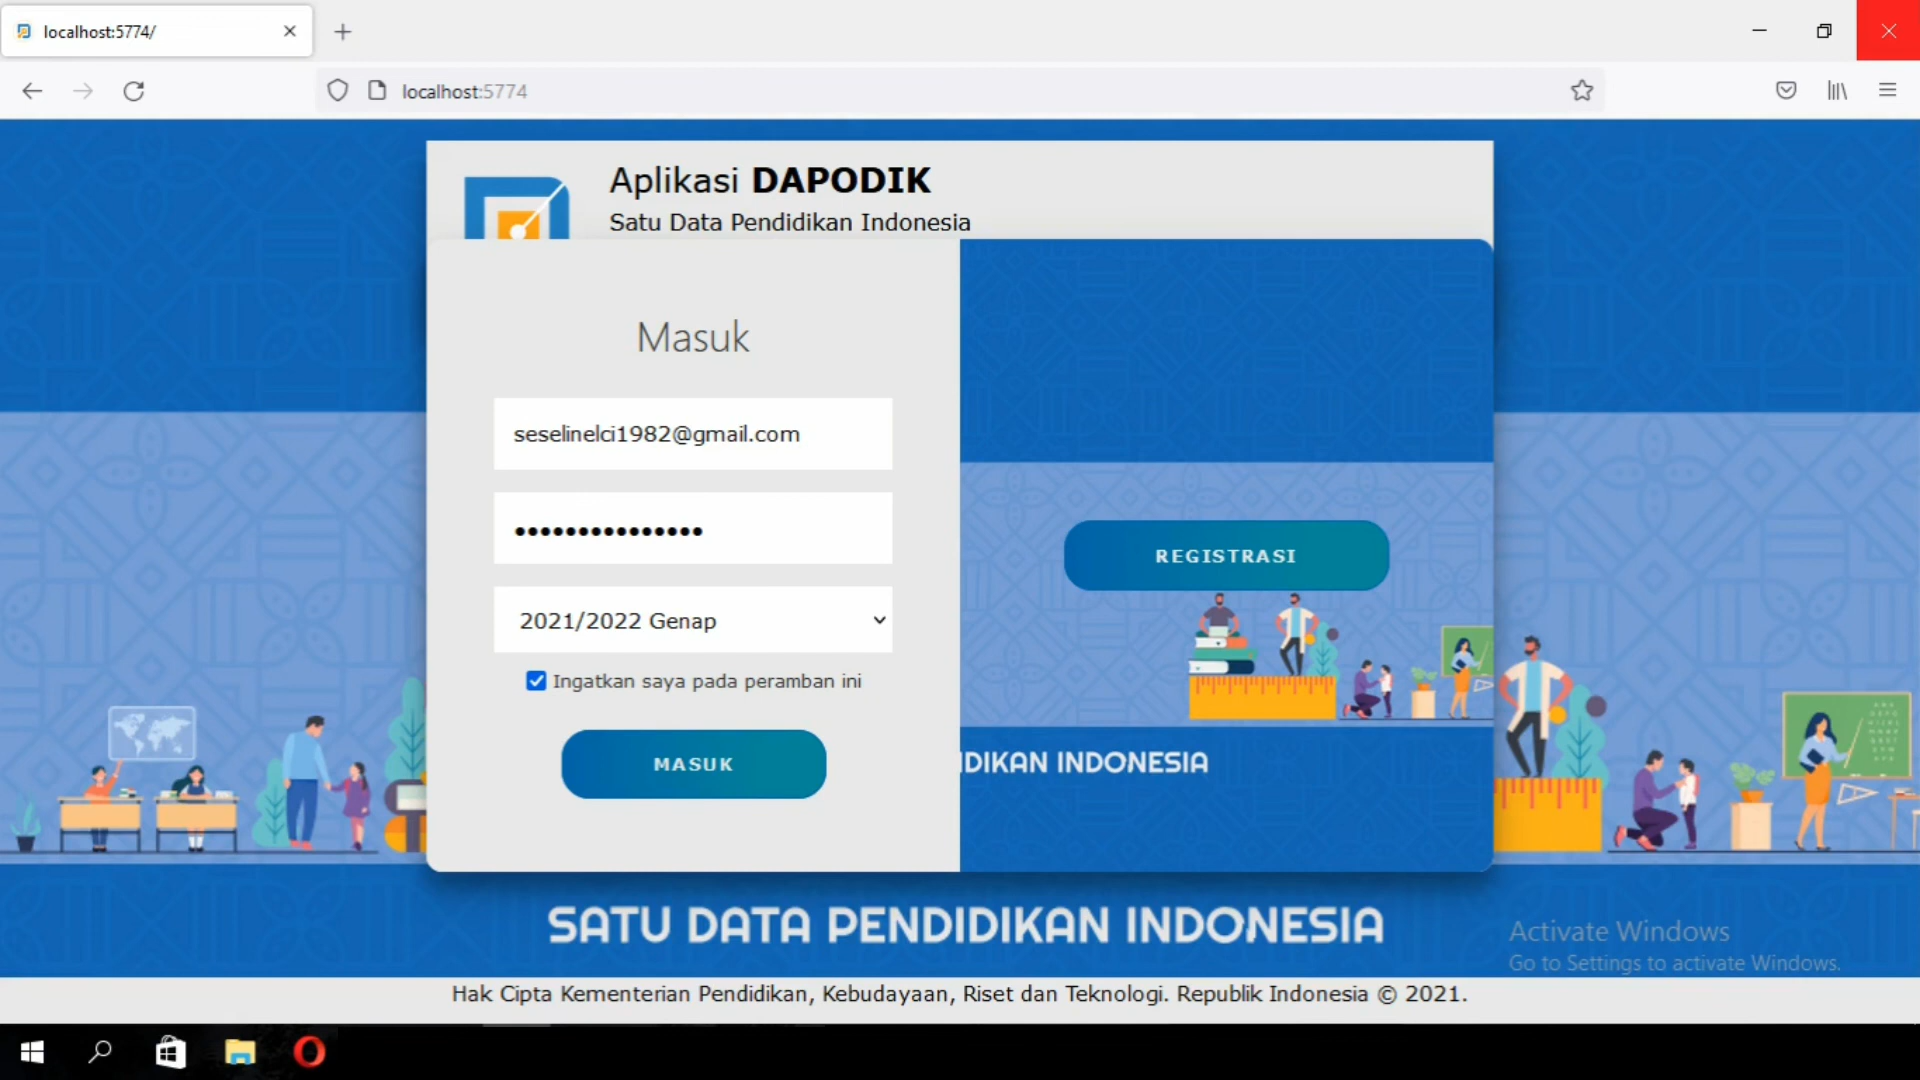 localhost:5774/
localhost:5774
Aplikasi DAPODIK
Satu Data Pendidikan Indonesia
Masuk
seselinelci1982@gmail.com
•••••••••••••••
2021/2022 Genap
Ingatkan saya pada peramban ini
MASUK
REGISTRASI
IDIKAN INDONESIA
SATU DATA PENDIDIKAN INDONESIA
Activate Windows
Go to Settings to activate Windows.
Hak Cipta Kementerian Pendidikan, Kebudayaan, Riset dan Teknologi. Republik Indonesia © 2021.